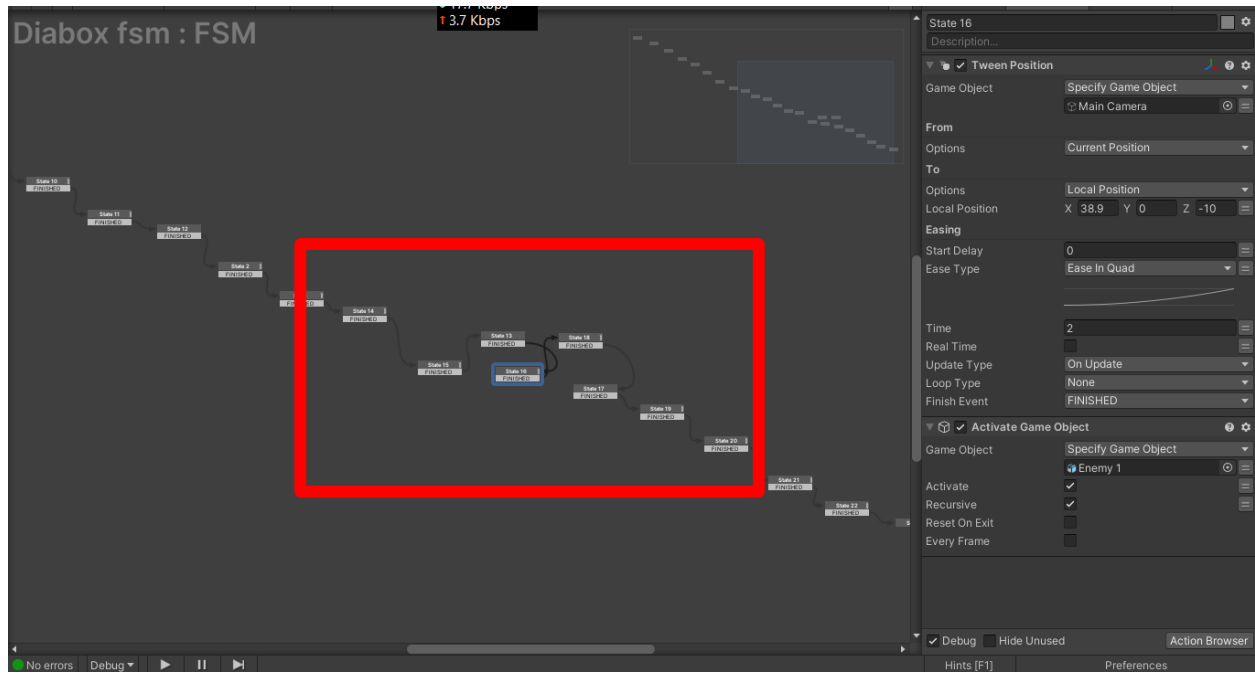 3.7 Kbps
Diabox fsm : FSM
State 10
FINISHED
State 11
FINISHED
State 12
FINISHED
State 2
FINISHED
State 14
FINISHED
State 15
FINISHED
State 13
FINISHED
State 16
FINISHED
State 18
FINISHED
State 17
FINISHED
State 19
FINISHED
State 20
FINISHED
State 21
FINISHED
State 22
FINISHED
No errors
Debug
State 16
Description...
Tween Position
Game Object Specify Game Object
Main Camera
From
Options Current Position
To
Options Local Position
Local Position X 38.9 Y 0 Z -10
Easing
Start Delay 0
Ease Type Ease In Quad
Time 2
Real Time
Update Type On Update
Loop Type None
Finish Event FINISHED
Activate Game Object
Game Object Specify Game Object
Enemy 1
Activate
Recursive
Reset On Exit
Every Frame
Debug Hide Unused Action Browser
Hints [F1] Preferences